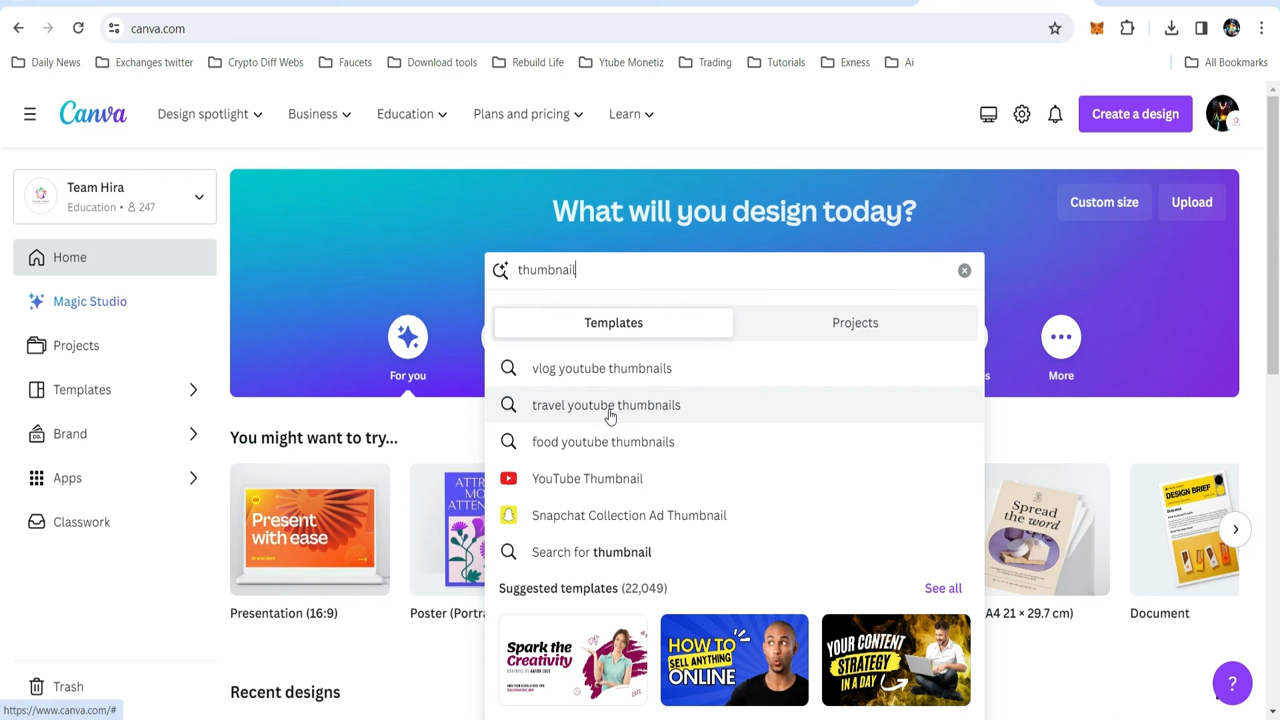 canva.com
Daily News
Exchanges twitter
Crypto Diff Webs
Faucets
Download tools
Rebuild Life
Ytube Monetiz
Trading
Tutorials
Exness
Ai
All Bookmarks
Canva
Design spotlight
Business
Education
Plans and pricing
Learn
Create a design
Team Hira
Education • 247
Home
Magic Studio
Projects
Templates
Brand
Apps
Classwork
Trash
https://www.canva.com/#
What will you design today?
Custom size
Upload
thumbnail
Templates
Projects
vlog youtube thumbnails
travel youtube thumbnails
food youtube thumbnails
YouTube Thumbnail
Snapchat Collection Ad Thumbnail
Search for thumbnail
Suggested templates (22,049)
See all
Spark the
Creativity
HOW TO
SELL ANYTHING
ONLINE
YOUR CONTENT
STRATEGY
IN A DAY
For you
s
More
You might want to try...
Present
with ease
Presentation (16:9)
ATTR
MO
ATTEN
Poster (Portra
Spread
the word
A4 21 × 29.7 cm)
DESIGN BRIEF
Document
Recent designs
?